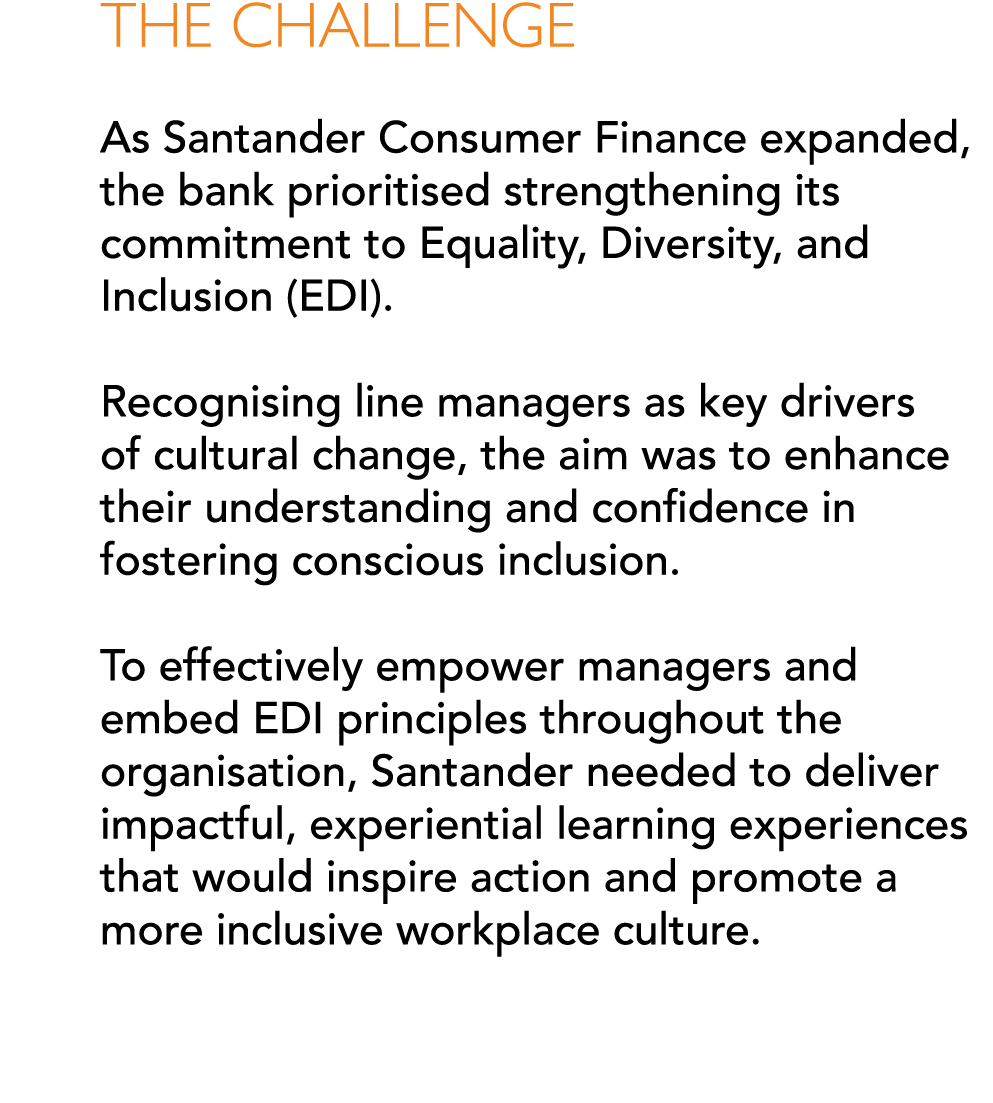 THE CHALLENGE
As Santander Consumer Finance expanded,
the bank prioritised strengthening its
commitment to Equality, Diversity, and
Inclusion (EDI).
Recognising line managers as key drivers
of cultural change, the aim was to enhance
their understanding and confidence in
fostering conscious inclusion.
To effectively empower managers and
embed EDI principles throughout the
organisation, Santander needed to deliver
impactful, experiential learning experiences
that would inspire action and promote a
more inclusive workplace culture.